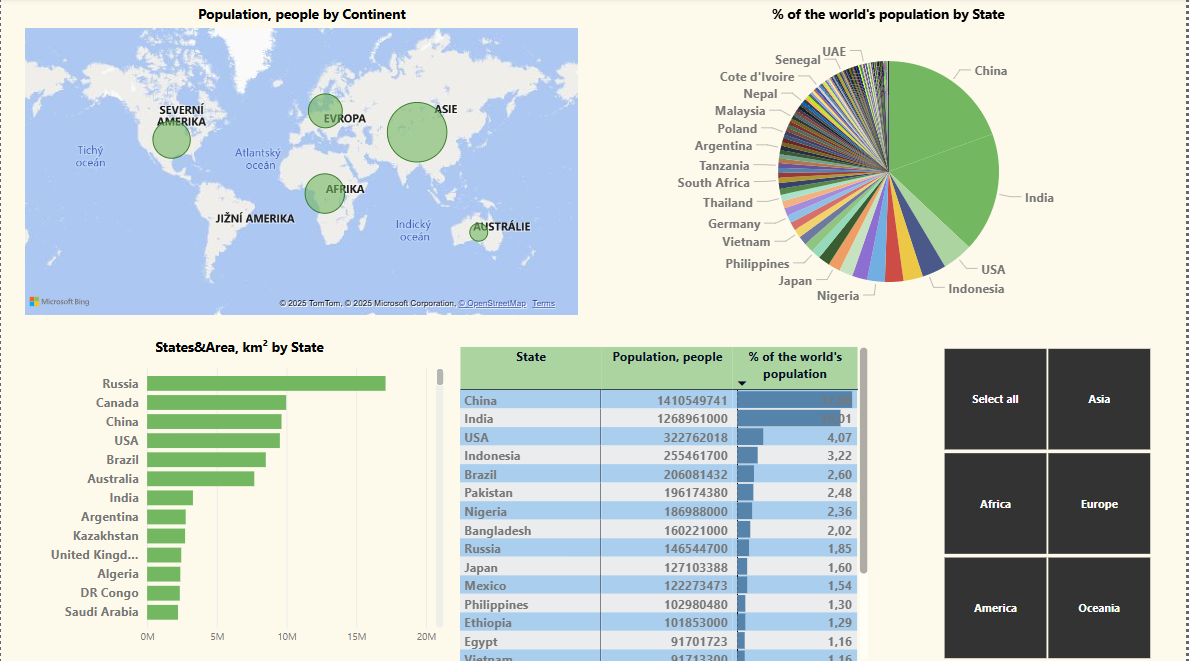 Population, people by Continent
SEVERNÍ
AMERIKA
EVROPA
ASIE
Tichý
oceán
Atlantský
oceán
AFRIKA
JIŽNÍ AMERIKA
Indický
oceán
AUSTRÁLIE
Microsoft Bing
© 2025 TomTom, © 2025 Microsoft Corporation, © OpenStreetMap Terms
% of the world's population by State
UAE
Senegal
Cote d'Ivoire
Nepal
Malaysia
Poland
Argentina
Tanzania
South Africa
Thailand
Germany
Vietnam
Philippines
Japan
Nigeria
China
India
USA
Indonesia
States&Area, km² by State
Russia
Canada
China
USA
Brazil
Australia
India
Argentina
Kazakhstan
United Kingd...
Algeria
DR Congo
Saudi Arabia
0M 5M 10M 15M 20M
State Population, people % of the world's
population
China 1410549741
India 1268961000
USA 322762018 4,07
Indonesia 255461700 3,22
Brazil 206081432 2,60
Pakistan 196174380 2,48
Nigeria 186988000 2,36
Bangladesh 160221000 2,02
Russia 146544700 1,85
Japan 127103388 1,60
Mexico 122273473 1,54
Philippines 102980480 1,30
Ethiopia 101853000 1,29
Egypt 91701723 1,16
Vietnam 91713300 1,16
Select all
Asia
Africa
Europe
America
Oceania